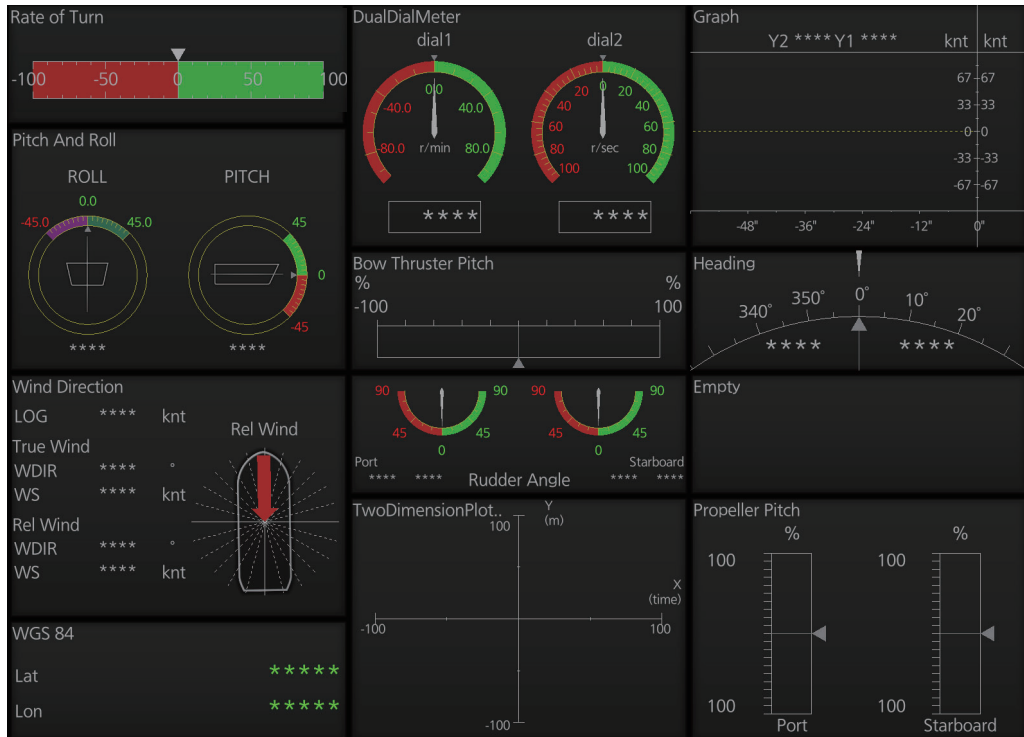 Rate of Turn
-100 -50 0 50 100
Pitch And Roll
ROLL PITCH
0.0
-45.0 45.0
45
0
-45
**** ****
Wind Direction
LOG **** knt
Rel Wind
True Wind
WDIR **** °
WS **** knt
Rel Wind
WDIR **** °
WS **** knt
WGS 84
Lat *****
Lon *****
DualDialMeter
dial1 dial2
0.0
-40.0 40.0
-80.0 80.0
r/min
0
20 20
40 40
60 60
80 80
100 100
r/sec
**** ****
Bow Thruster Pitch
% %
-100 100
90 90 90 90
45 45 45 45
0 0
Port Starboard
**** **** Rudder Angle **** ****
TwoDimensionPlot..
Y
(m)
100
X
(time)
-100 100
-100
Graph
Y2 **** Y1 **** knt knt
67 67
33 33
0 0
-33 -33
-67 -67
-48" -36" -24" -12" 0"
Heading
340° 350° 0° 10° 20°
**** ****
Empty
Propeller Pitch
% %
100 100
100 100
Port Starboard